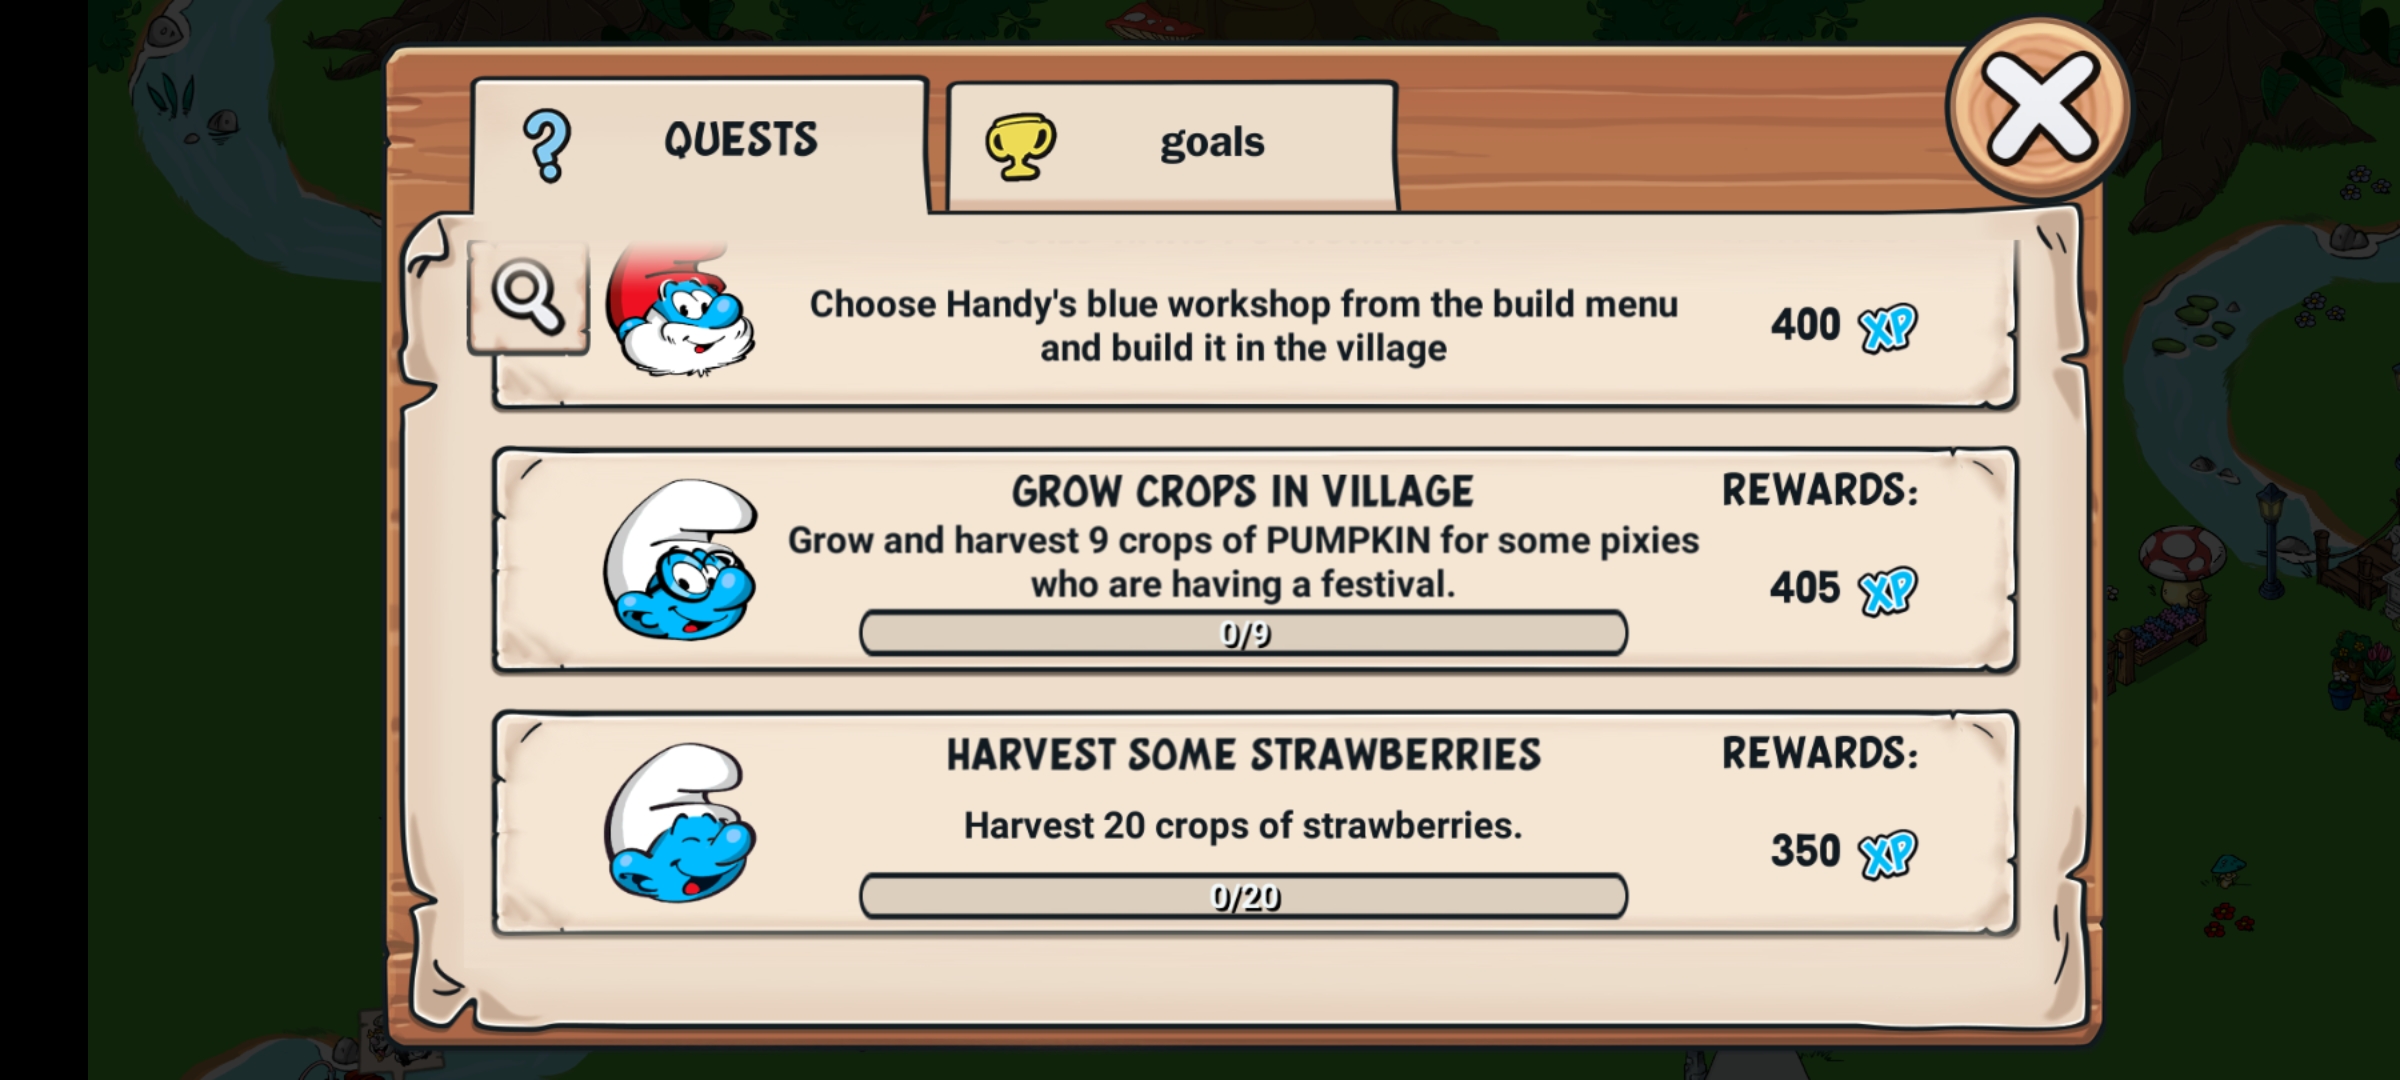 QUESTS
goals
Choose Handy's blue workshop from the build menu
and build it in the village
400 XP
GROW CROPS IN VILLAGE
REWARDS:
Grow and harvest 9 crops of PUMPKIN for some pixies
who are having a festival.
405 XP
0/9
HARVEST SOME STRAWBERRIES
REWARDS:
Harvest 20 crops of strawberries.
350 XP
0/20